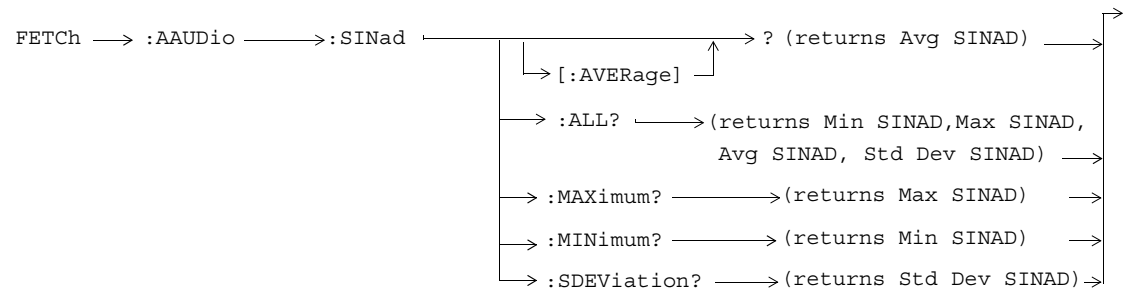 FETCh :AAUDio :SINad ? (returns Avg SINAD)
[:AVERage]
:ALL? (returns Min SINAD,Max SINAD,
Avg SINAD, Std Dev SINAD)
:MAXimum? (returns Max SINAD)
:MINimum? (returns Min SINAD)
:SDEViation? (returns Std Dev SINAD)